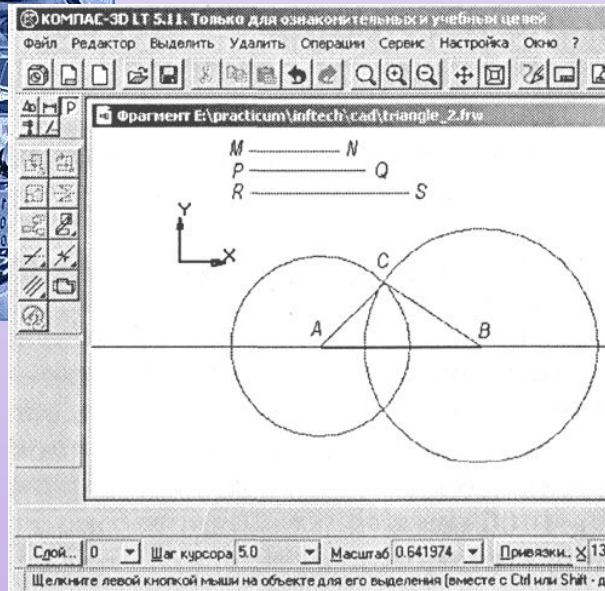 КОМПАС-3D LT 5.11. Только для ознакомительных и учебных целей
Файл Редактор Выделить Удалить Операции Сервис Настройка Окно ?
Фрагмент E:\practicum\inftech\cad\triangle_2.frw
M N
P Q
R S
Y
X
C
A B
Слой... 0 Шаг курсора 5.0 Масштаб 0.641974 Привязки.. X 13
Щелкните левой кнопкой мыши на объекте для его выделения (вместе с Ctrl или Shift - д